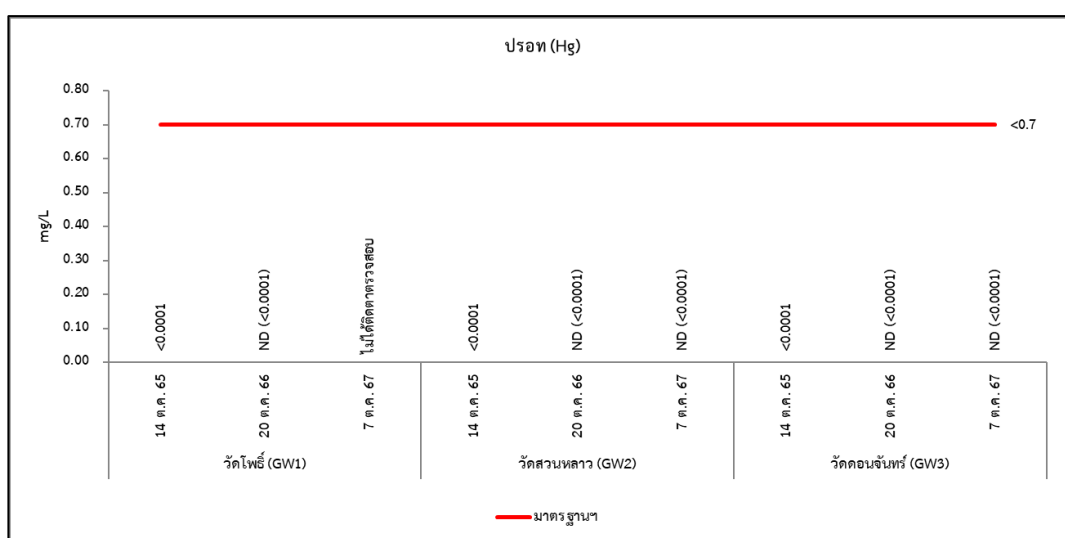 ปรอท (Hg)
0.80
0.70
<0.7
0.60
0.50
mg/L
0.40
0.30
0.20
0.10
0.00
<0.0001
ND (<0.0001)
ไม่ได้ติดตาตรวจสอบ
<0.0001
ND (<0.0001)
ND (<0.0001)
<0.0001
ND (<0.0001)
ND (<0.0001)
14 ต.ค. 65
20 ต.ค. 66
7 ต.ค. 67
14 ต.ค. 65
20 ต.ค. 66
7 ต.ค. 67
14 ต.ค. 65
20 ต.ค. 66
7 ต.ค. 67
วัดโพธิ์ (GW1)
วัดสวนหลาว (GW2)
วัดดอนจันทร์ (GW3)
มาตรฐานฯ